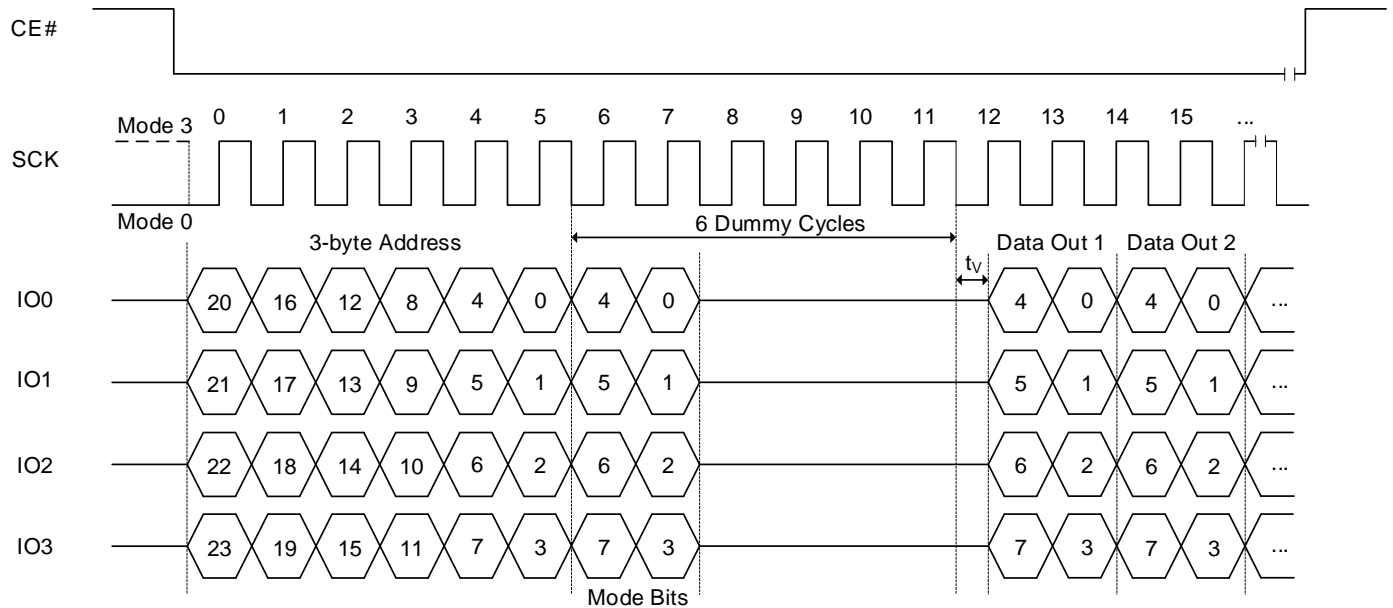 CE#
Mode 3 0 1 2 3 4 5 6 7 8 9 10 11 12 13 14 15 ...
SCK
Mode 0
6 Dummy Cycles
3-byte Address Data Out 1 Data Out 2
tV
IO0 20 16 12 8 4 0 4 0 4 0 4 0 ...
IO1 21 17 13 9 5 1 5 1 5 1 5 1 ...
IO2 22 18 14 10 6 2 6 2 6 2 6 2 ...
IO3 23 19 15 11 7 3 7 3 7 3 7 3 ...
Mode Bits